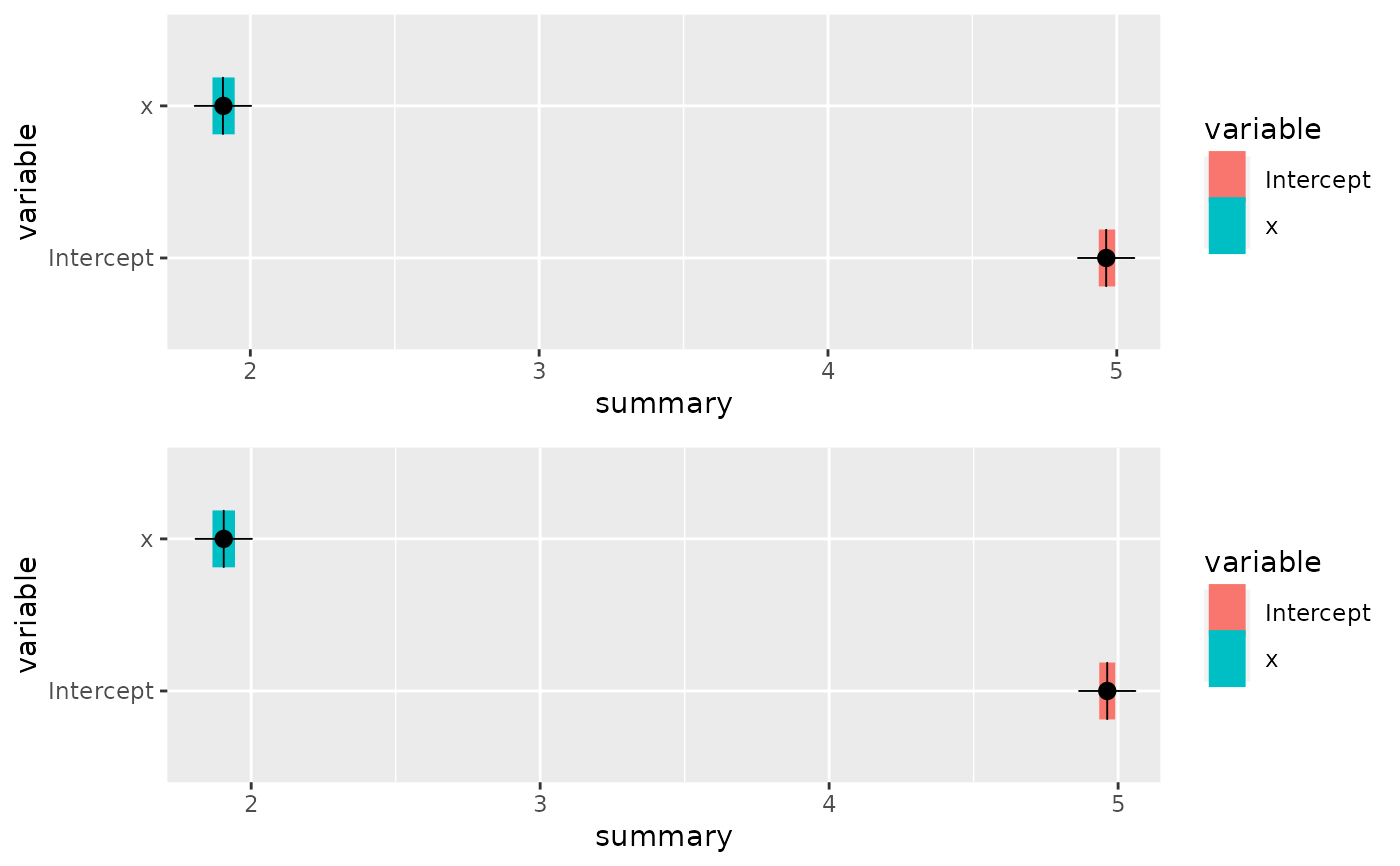 variable
x
Intercept
2 3 4 5
summary
variable
Intercept
x
variable
x
Intercept
2 3 4 5
summary
variable
Intercept
x